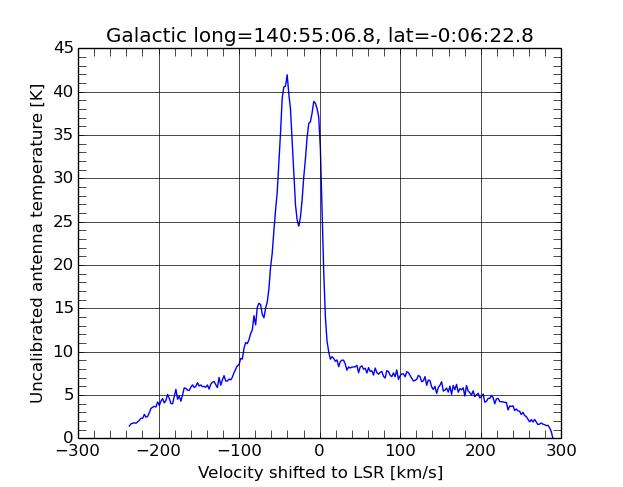 Galactic long=140:55:06.8, lat=-0:06:22.8
45
40
35
30
25
20
15
10
5
0
Uncalibrated antenna temperature [K]
−300 −200 −100 0 100 200 300
Velocity shifted to LSR [km/s]